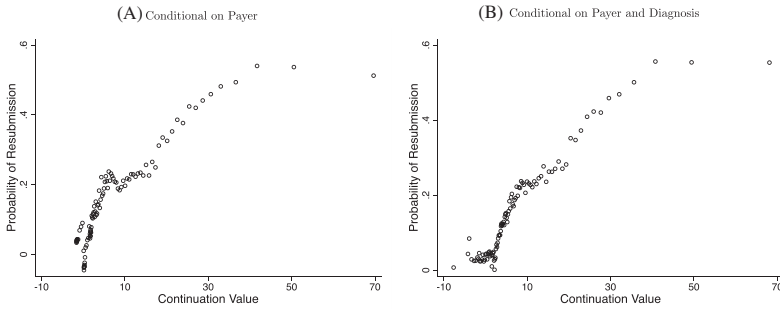 (A) Conditional on Payer
Probability of Resubmission
.6
.4
.2
0
-10 10 30 50 70
Continuation Value
(B) Conditional on Payer and Diagnosis
Probability of Resubmission
.6
.4
.2
0
-10 10 30 50 70
Continuation Value